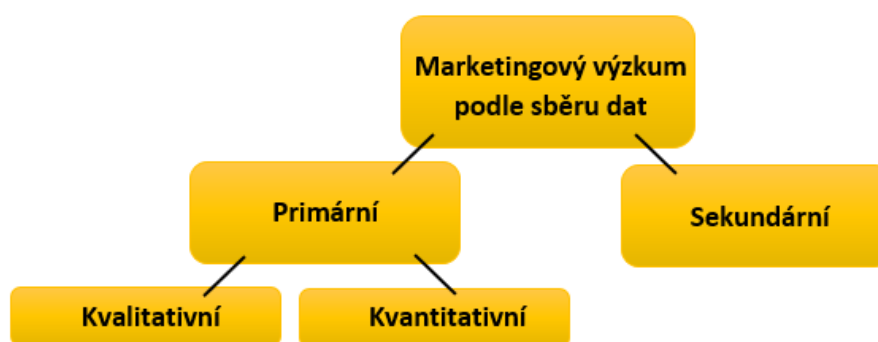 Marketingový výzkum
podle sběru dat
Primární
Sekundární
Kvalitativní
Kvantitativní